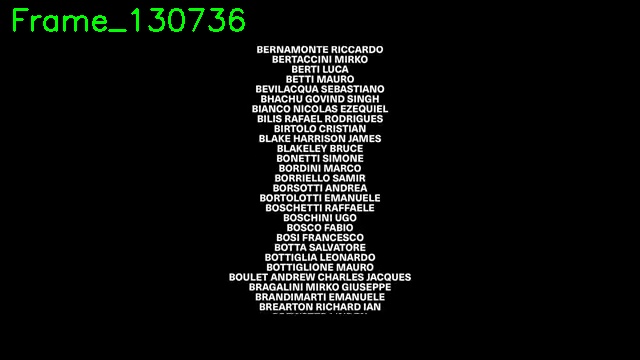 Frame_130736
BERNAMONTE RICCARDO
BERTACCINI MIRKO
BERTI LUCA
BETTI MAURO
BEVILACQUA SEBASTIANO
BHACHU GOVIND SINGH
BIANCO NICOLAS EZEQUIEL
BILIS RAFAEL RODRIGUES
BIRTOLO CRISTIAN
BLAKE HARRISON JAMES
BLAKELEY BRUCE
BONETTI SIMONE
BORDINI MARCO
BORRIELLO SAMIR
BORSOTTI ANDREA
BORTOLOTTI EMANUELE
BOSCHETTI RAFFAELE
BOSCHINI UGO
BOSCO FABIO
BOSI FRANCESCO
BOTTA SALVATORE
BOTTIGLIA LEONARDO
BOTTIGLIONE MAURO
BOULET ANDREW CHARLES JACQUES
BRAGALINI MIRKO GIUSEPPE
BRANDIMARTI EMANUELE
BREARTON RICHARD IAN